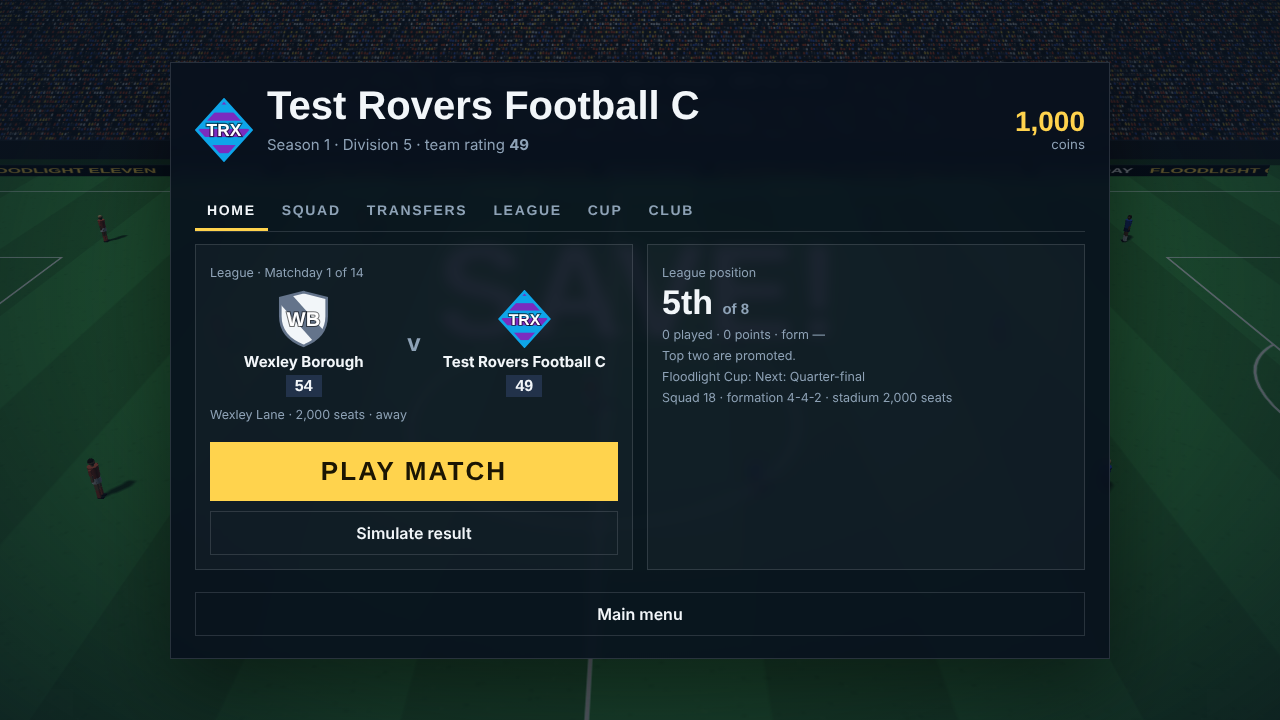 TRX
Test Rovers Football C
Season 1 · Division 5 · team rating 49
1,000
coins
OODLIGHT ELEVEN
AY FLOODLIGHT
HOME SQUAD TRANSFERS LEAGUE CUP CLUB
League · Matchday 1 of 14
WB
Wexley Borough
54
v
TRX
Test Rovers Football C
49
Wexley Lane · 2,000 seats · away
PLAY MATCH
Simulate result
League position
5th of 8
0 played · 0 points · form —
Top two are promoted.
Floodlight Cup: Next: Quarter-final
Squad 18 · formation 4-4-2 · stadium 2,000 seats
Main menu